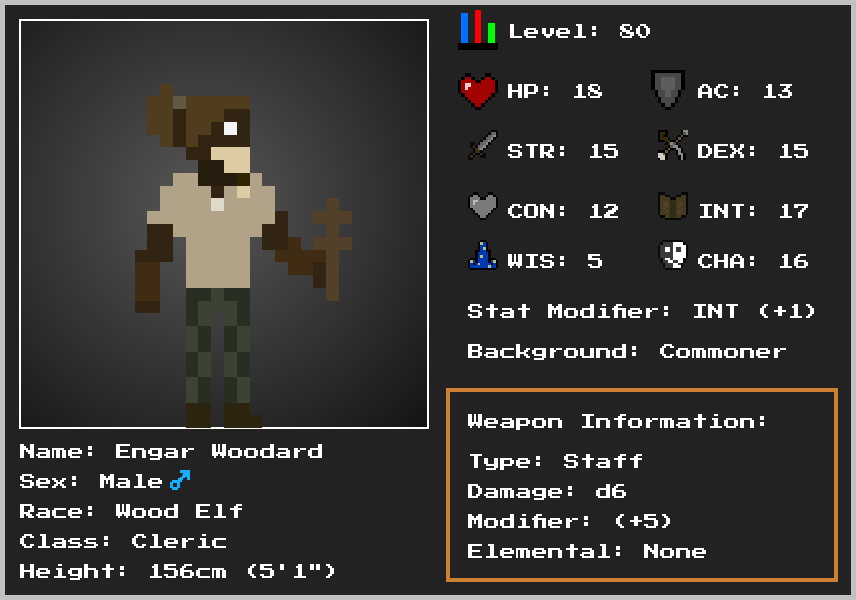 Level: 80
HP: 18 AC: 13
STR: 15 DEX: 15
CON: 12 INT: 17
WIS: 5 CHA: 16
Stat Modifier: INT (+1)
Background: Commoner
Weapon Information:
Type: Staff
Damage: d6
Modifier: (+5)
Elemental: None
Name: Engar Woodard
Sex: Male♂
Race: Wood Elf
Class: Cleric
Height: 156cm (5'1")